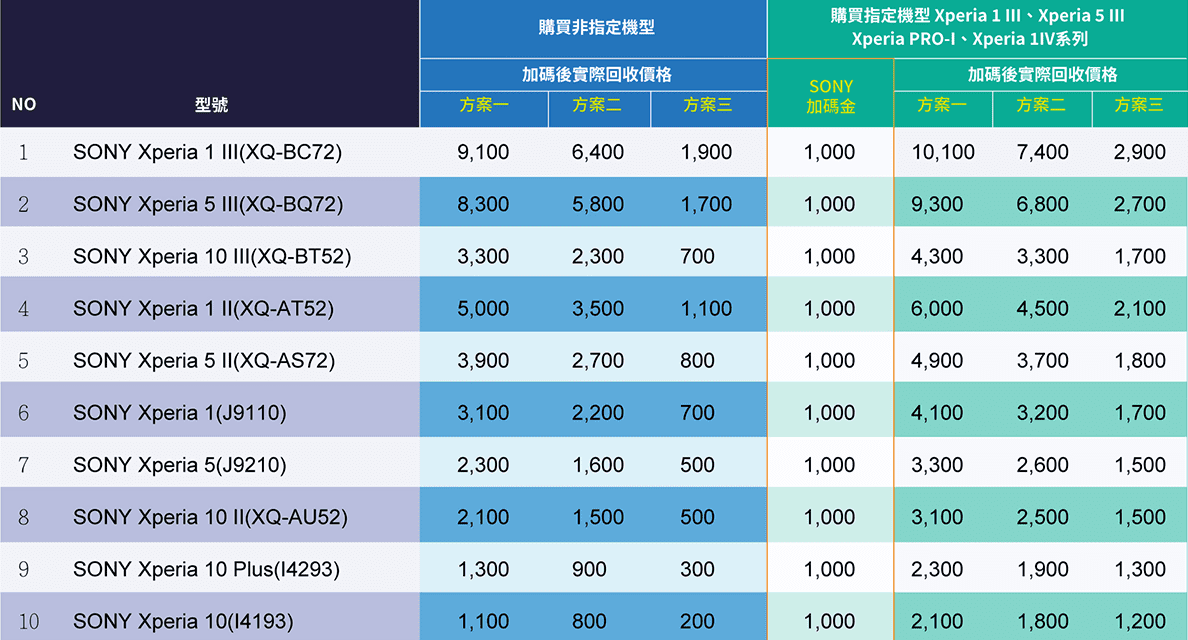 購買非指定機型
購買指定機型 Xperia 1 III、Xperia 5 III
Xperia PRO-I、Xperia 1IV系列
加碼後實際回收價格
SONY
加碼金
加碼後實際回收價格
NO 型號 方案一 方案二 方案三 方案一 方案二 方案三
1 SONY Xperia 1 III(XQ-BC72) 9,100 6,400 1,900 1,000 10,100 7,400 2,900
2 SONY Xperia 5 III(XQ-BQ72) 8,300 5,800 1,700 1,000 9,300 6,800 2,700
3 SONY Xperia 10 III(XQ-BT52) 3,300 2,300 700 1,000 4,300 3,300 1,700
4 SONY Xperia 1 II(XQ-AT52) 5,000 3,500 1,100 1,000 6,000 4,500 2,100
5 SONY Xperia 5 II(XQ-AS72) 3,900 2,700 800 1,000 4,900 3,700 1,800
6 SONY Xperia 1(J9110) 3,100 2,200 700 1,000 4,100 3,200 1,700
7 SONY Xperia 5(J9210) 2,300 1,600 500 1,000 3,300 2,600 1,500
8 SONY Xperia 10 II(XQ-AU52) 2,100 1,500 500 1,000 3,100 2,500 1,500
9 SONY Xperia 10 Plus(I4293) 1,300 900 300 1,000 2,300 1,900 1,300
10 SONY Xperia 10(I4193) 1,100 800 200 1,000 2,100 1,800 1,200